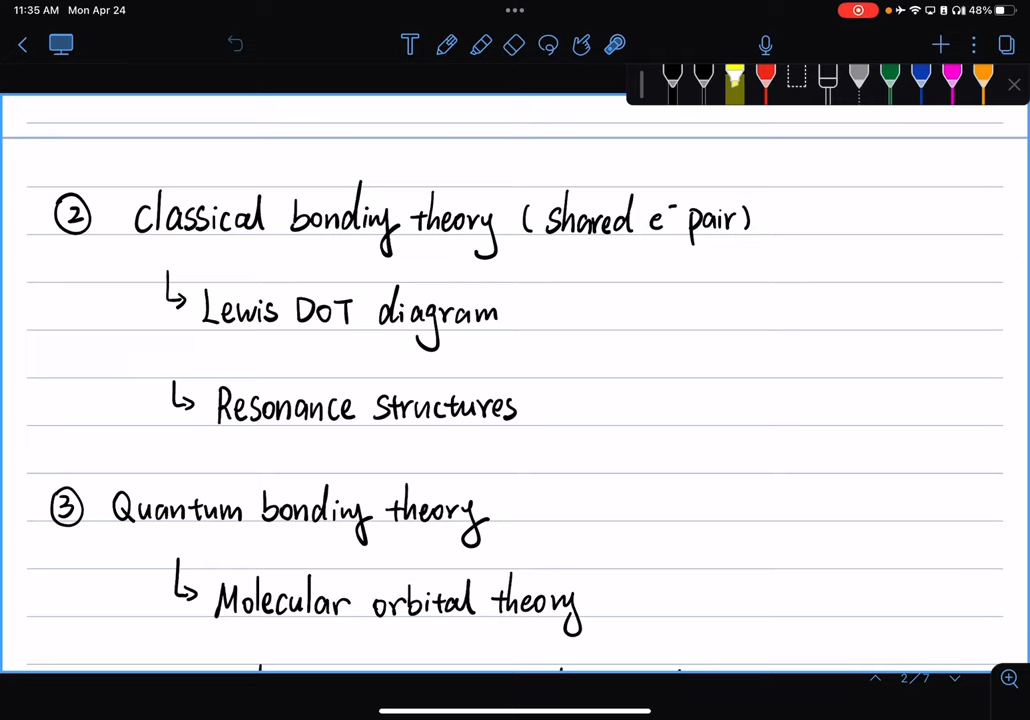 11:35 AM Mon Apr 24
48%
T
② Classical bonding theory (shared e⁻ pair)
↳ Lewis DOT diagram
↳ Resonance structures
③ Quantum bonding theory
↳ Molecular orbital theory
2/7